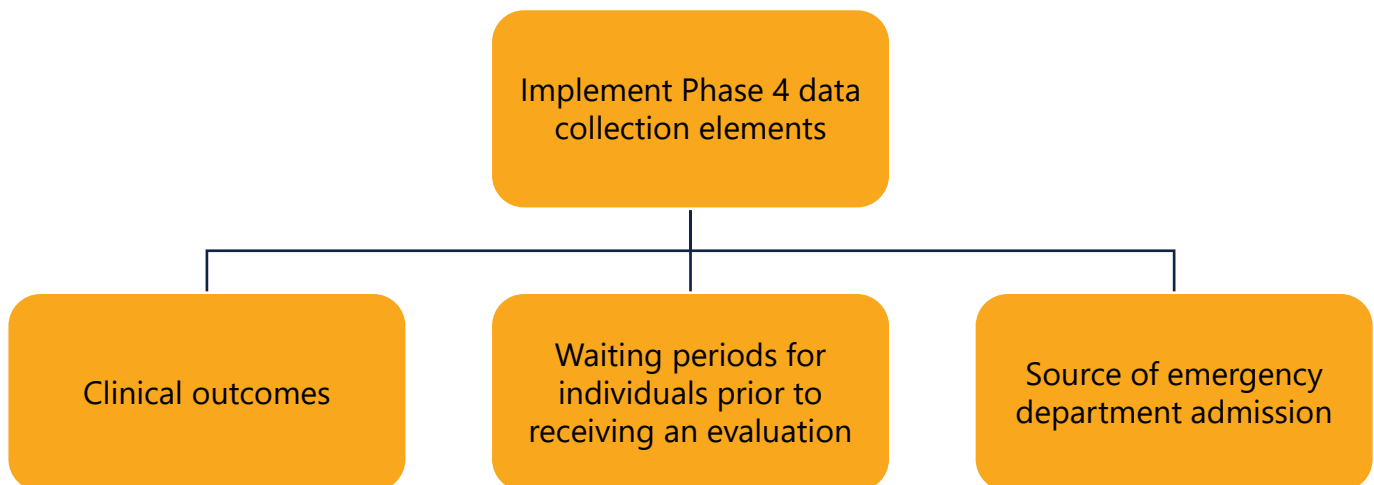 Implement Phase 4 data
collection elements
Clinical outcomes
Waiting periods for
individuals prior to
receiving an evaluation
Source of emergency
department admission